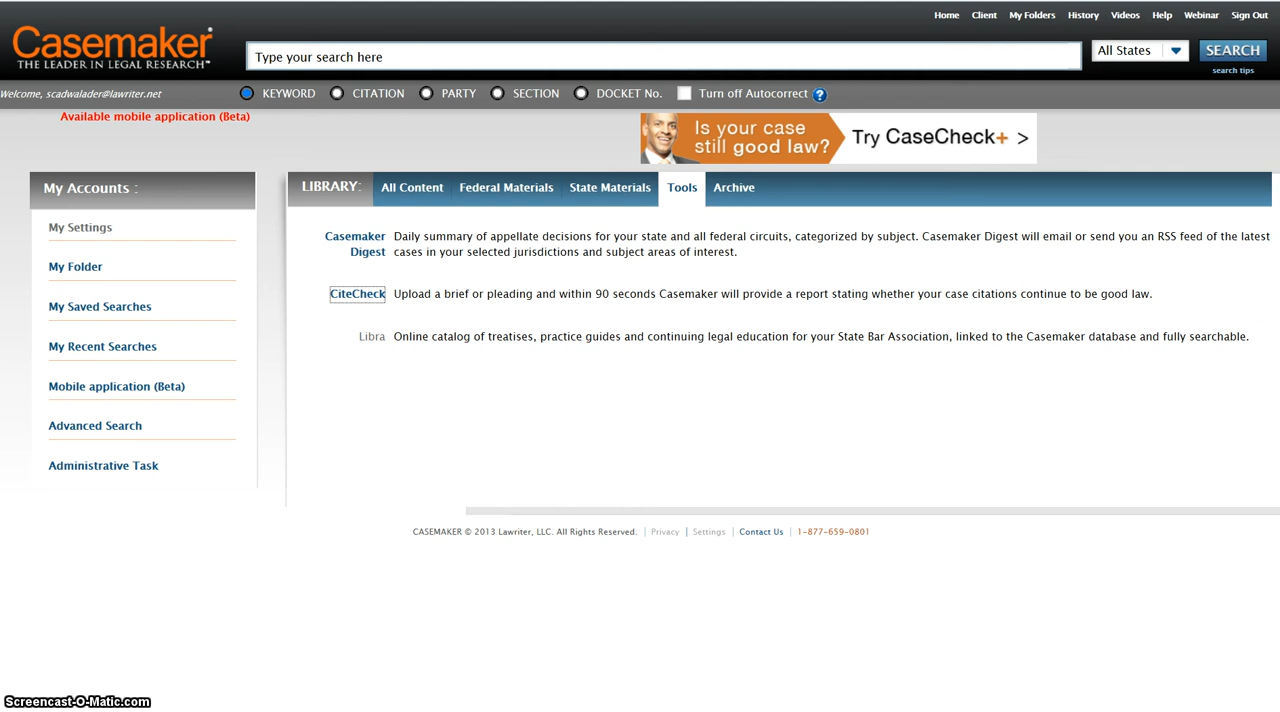 Home Client My Folders History Videos Help Webinar Sign Out
Casemaker
THE LEADER IN LEGAL RESEARCH™
Type your search here
All States
SEARCH
search tips
Welcome, scadwalader@lawriter.net
KEYWORD CITATION PARTY SECTION DOCKET No. Turn off Autocorrect ?
Available mobile application (Beta)
Is your case
still good law?
Try CaseCheck+ >
My Accounts :
My Settings
My Folder
My Saved Searches
My Recent Searches
Mobile application (Beta)
Advanced Search
Administrative Task
LIBRARY: All Content Federal Materials State Materials Tools Archive
Casemaker Digest Daily summary of appellate decisions for your state and all federal circuits, categorized by subject. Casemaker Digest will email or send you an RSS feed of the latest
cases in your selected jurisdictions and subject areas of interest.
CiteCheck Upload a brief or pleading and within 90 seconds Casemaker will provide a report stating whether your case citations continue to be good law.
Libra Online catalog of treatises, practice guides and continuing legal education for your State Bar Association, linked to the Casemaker database and fully searchable.
CASEMAKER © 2013 Lawriter, LLC. All Rights Reserved. | Privacy | Settings | Contact Us | 1-877-659-0801
Screencast-O-Matic.com